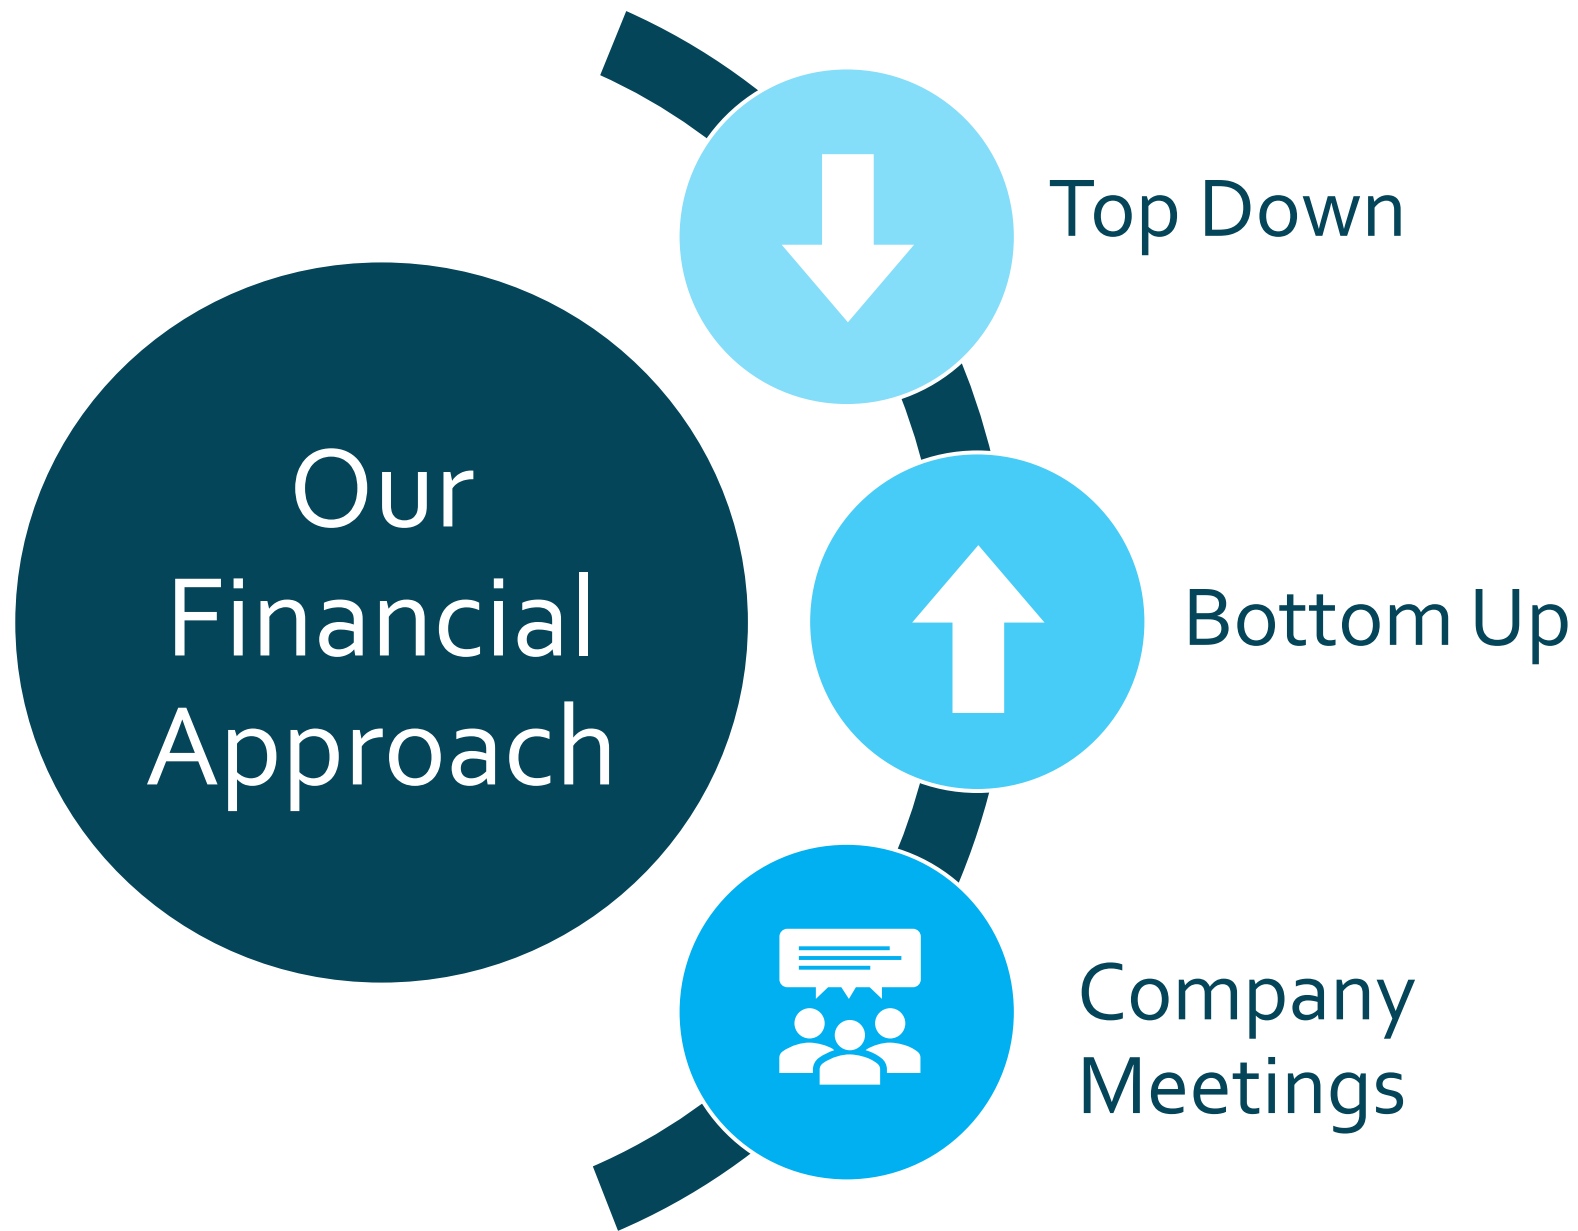 Our
Financial
Approach
Top Down
Bottom Up
Company
Meetings